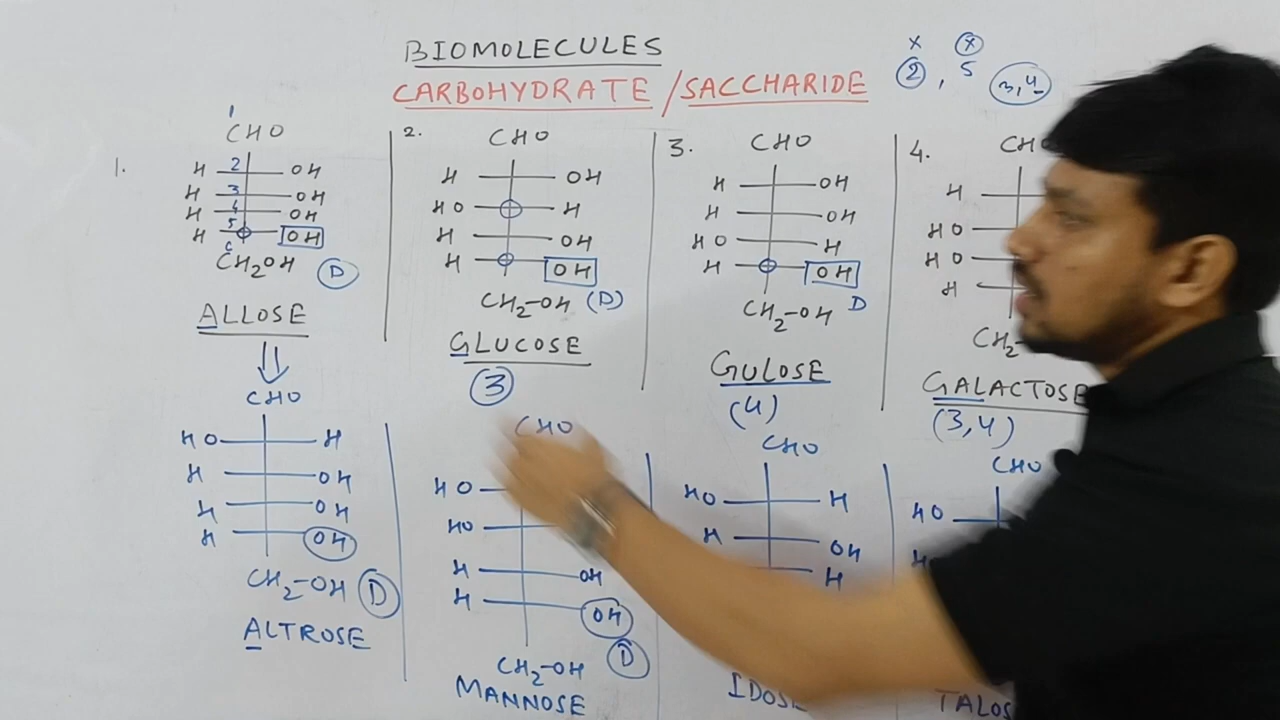 BIOMOLECULES
CARBOHYDRATE / SACCHARIDE
x ⓧ
2 , 5 3,4
1.
1
CHO
H 2 OH
H 3 OH
H 4 OH
H 5 OH
6
CH2OH D
ALLOSE
2.
CHO
H OH
HO H
H OH
H OH
CH2-OH (D)
GLUCOSE
3
3.
CHO
H OH
H OH
HO H
H OH
CH2-OH D
GULOSE
(4)
4.
H
HO
HO
H
GALACTOSE
(3,4)
CHO
HO H
H OH
H OH
H OH
CH2-OH D
ALTROSE
CHO
HO
HO
H OH
H OH
D
CH2-OH
MANNOSE
CHO
HO H
H OH
H
CHO
HO